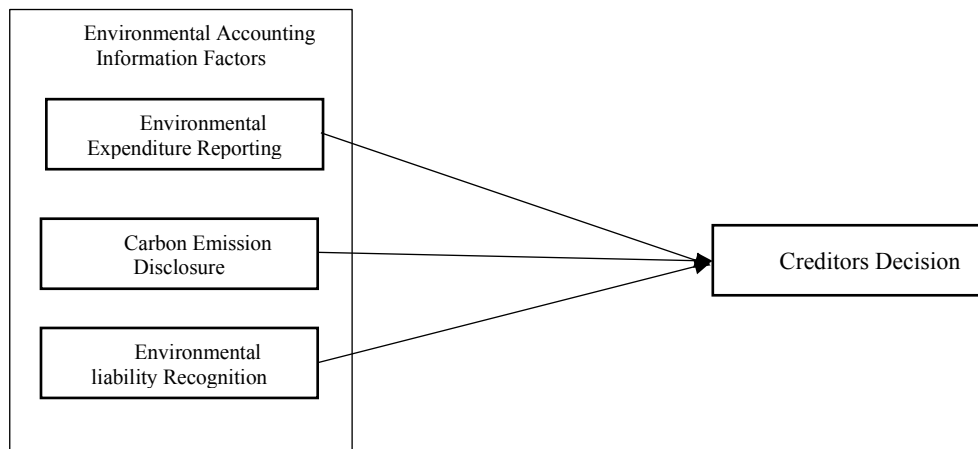 Environmental Accounting
Information Factors
Environmental
Expenditure Reporting
Carbon Emission
Disclosure
Environmental
liability Recognition
Creditors Decision